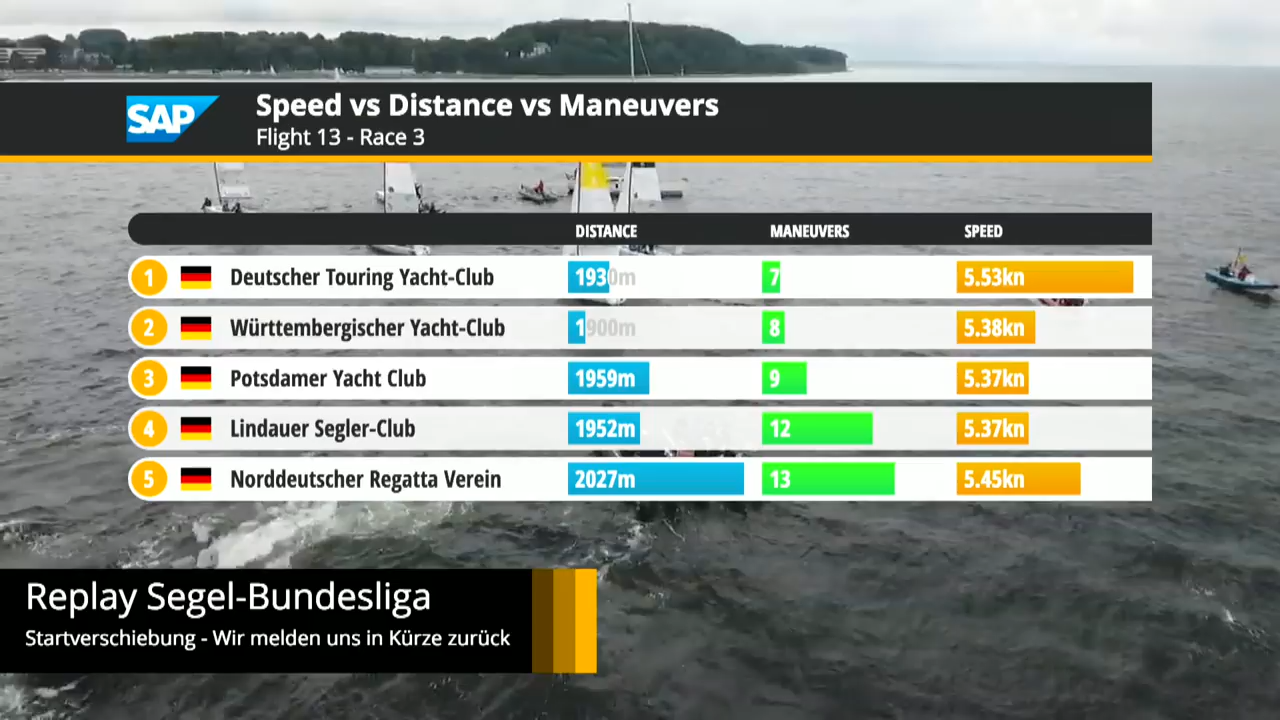 SAP
Speed vs Distance vs Maneuvers
Flight 13 - Race 3
DISTANCE MANEUVERS SPEED
1 Deutscher Touring Yacht-Club 1930m 7 5.53kn
2 Württembergischer Yacht-Club 1900m 8 5.38kn
3 Potsdamer Yacht Club 1959m 9 5.37kn
4 Lindauer Segler-Club 1952m 12 5.37kn
5 Norddeutscher Regatta Verein 2027m 13 5.45kn
Replay Segel-Bundesliga
Startverschiebung - Wir melden uns in Kürze zurück